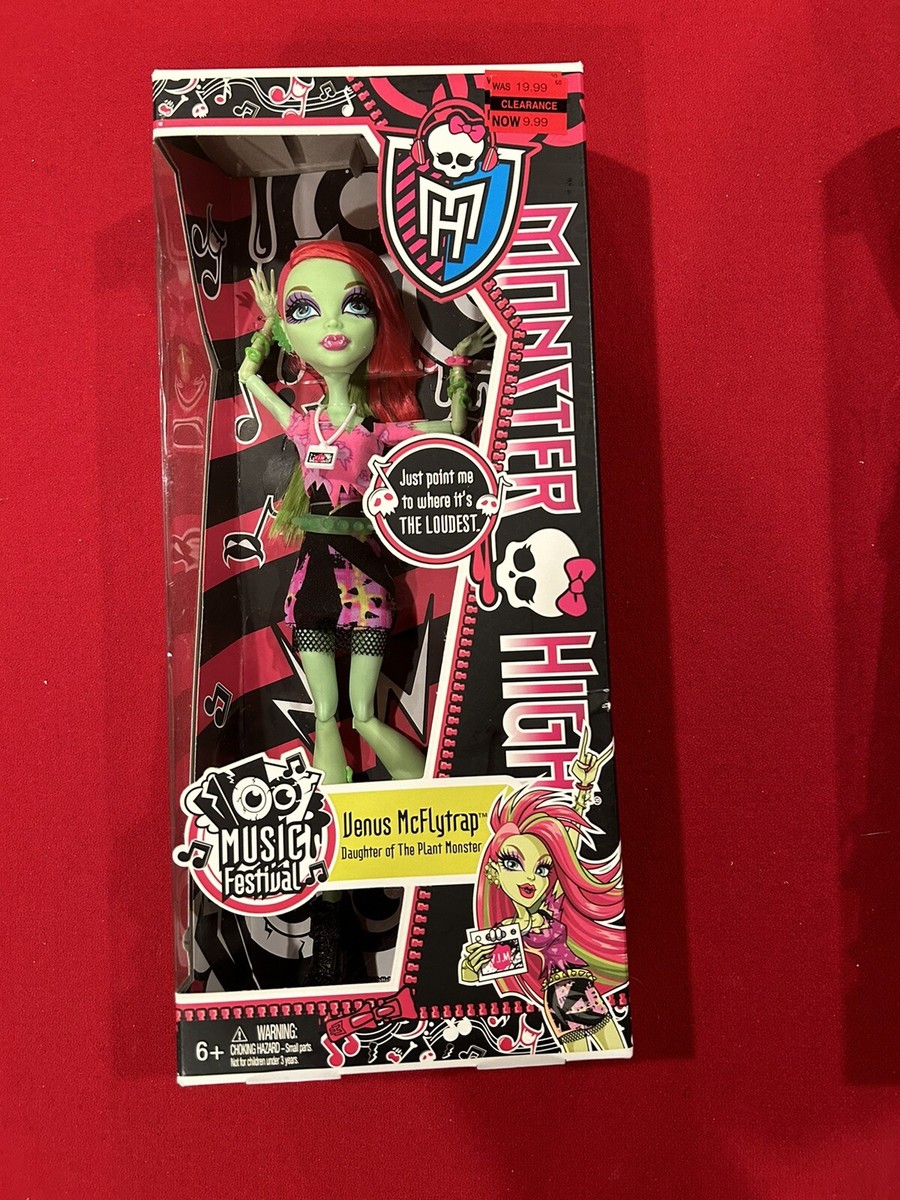 WAS 19.99
CLEARANCE
NOW 9.99
MH
MONSTER HIGH®
Just point me
to where it's
THE LOUDEST.
MUSIC
Festival
Venus McFlytrap™
Daughter of The Plant Monster
V.I.M.
6+
WARNING:
CHOKING HAZARD – Small parts.
Not for children under 3 years.